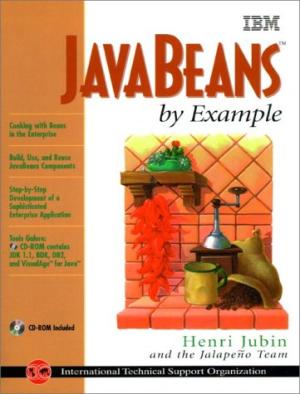 IBM
JAVABEANS™
by Example
Cooking with Beans
in the Enterprise
Build, Use, and Reuse
JavaBeans Components
Step-by-Step
Development of a
Sophisticated
Enterprise Application
Tools Galore:
CD-ROM contains
JDK 1.1, BDK, DB2,
and VisualAge™ for Java™
CD-ROM Included
Henri Jubin
and the Jalapeño Team
International Technical Support Organization